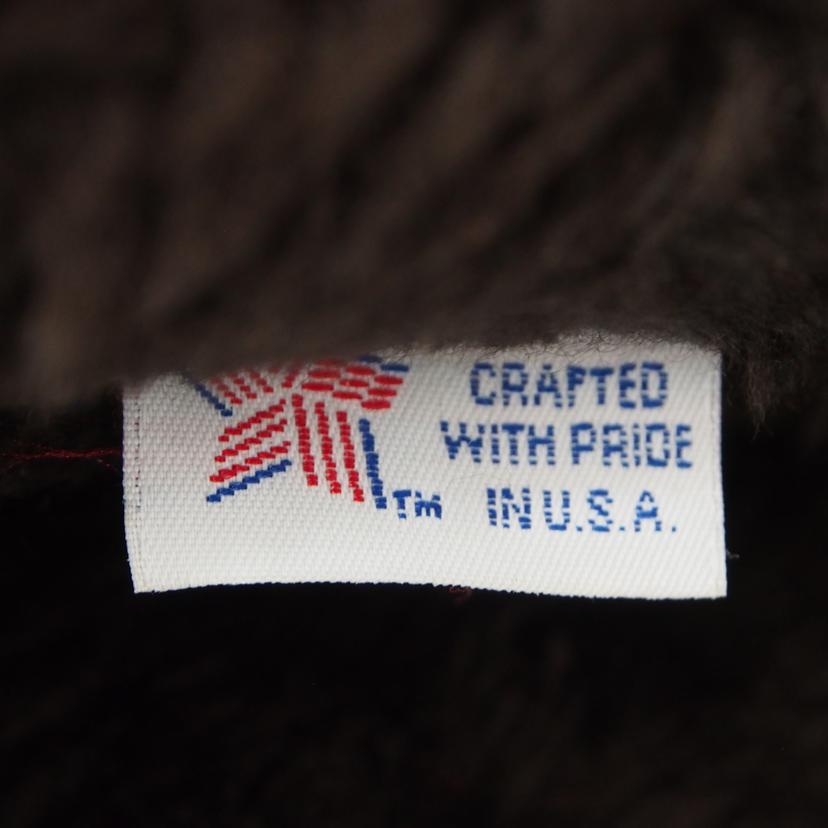 CRAFTED
WITH PRIDE
IN U.S.A.
TM